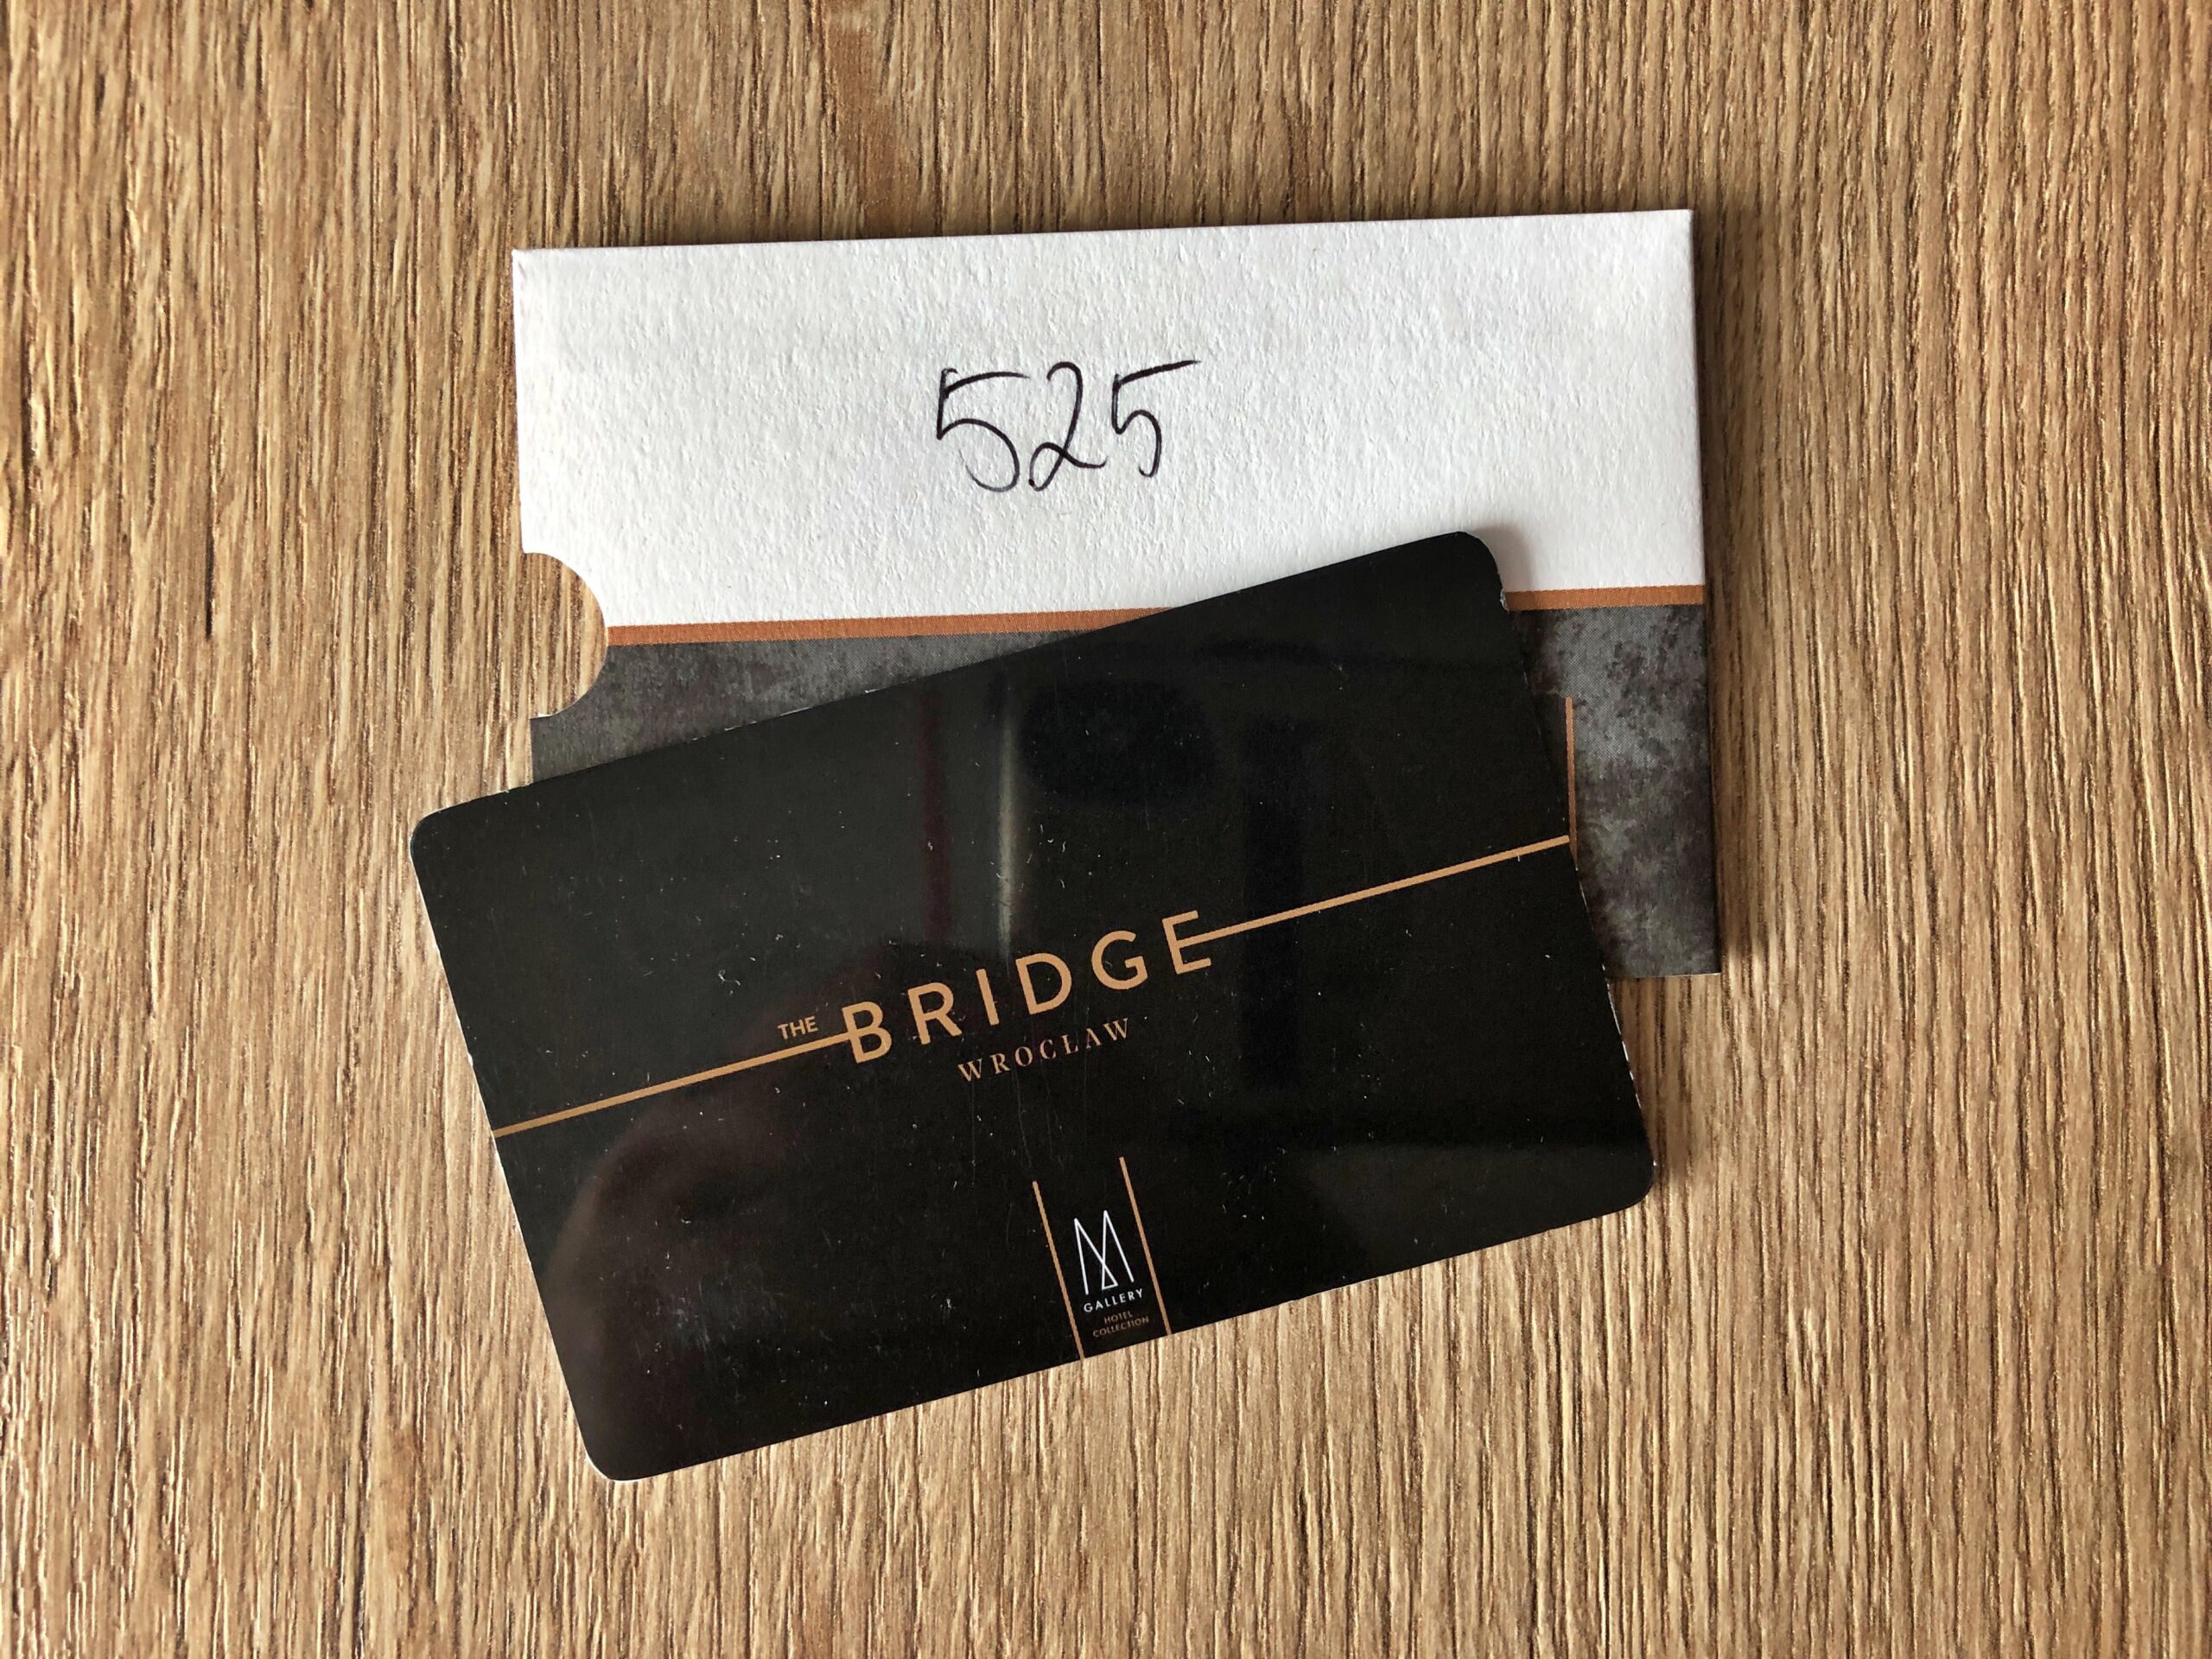 525
THE BRIDGE
WROCŁAW
M
GALLERY
HOTEL
COLLECTION